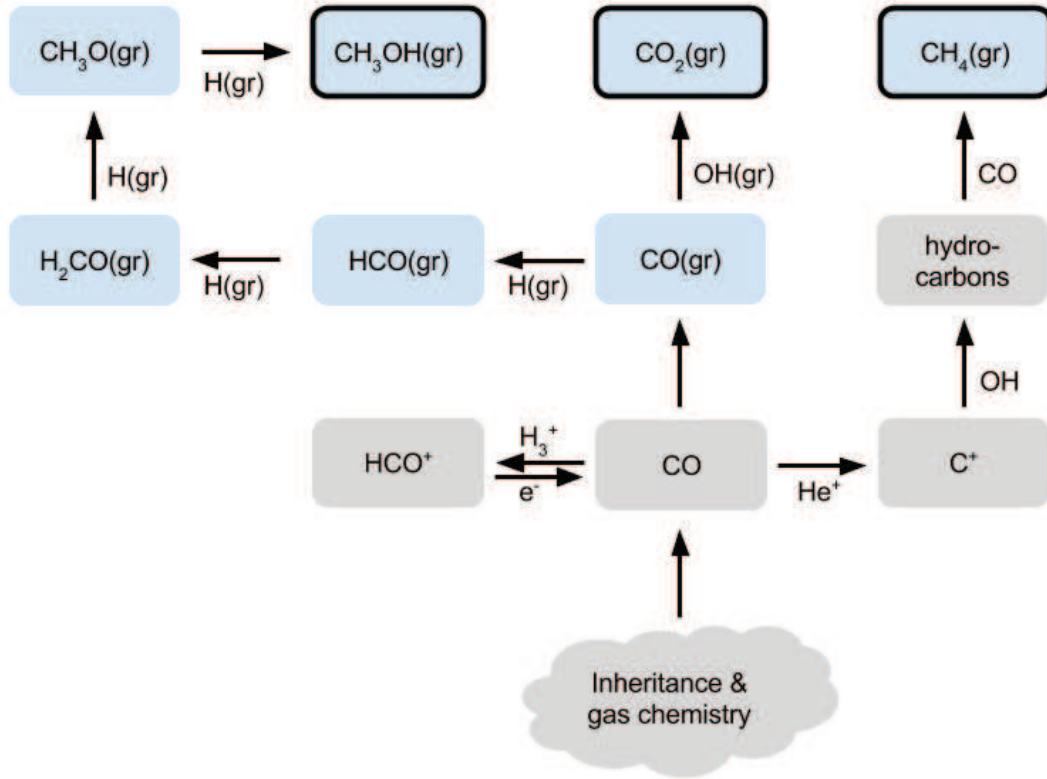 CH₃O(gr)
H(gr)
CH₃OH(gr)
CO₂(gr)
CH₄(gr)
H(gr)
OH(gr)
CO
H₂CO(gr)
H(gr)
HCO(gr)
H(gr)
CO(gr)
hydro-
carbons
OH
HCO⁺
H₃⁺
e⁻
CO
He⁺
C⁺
Inheritance &
gas chemistry